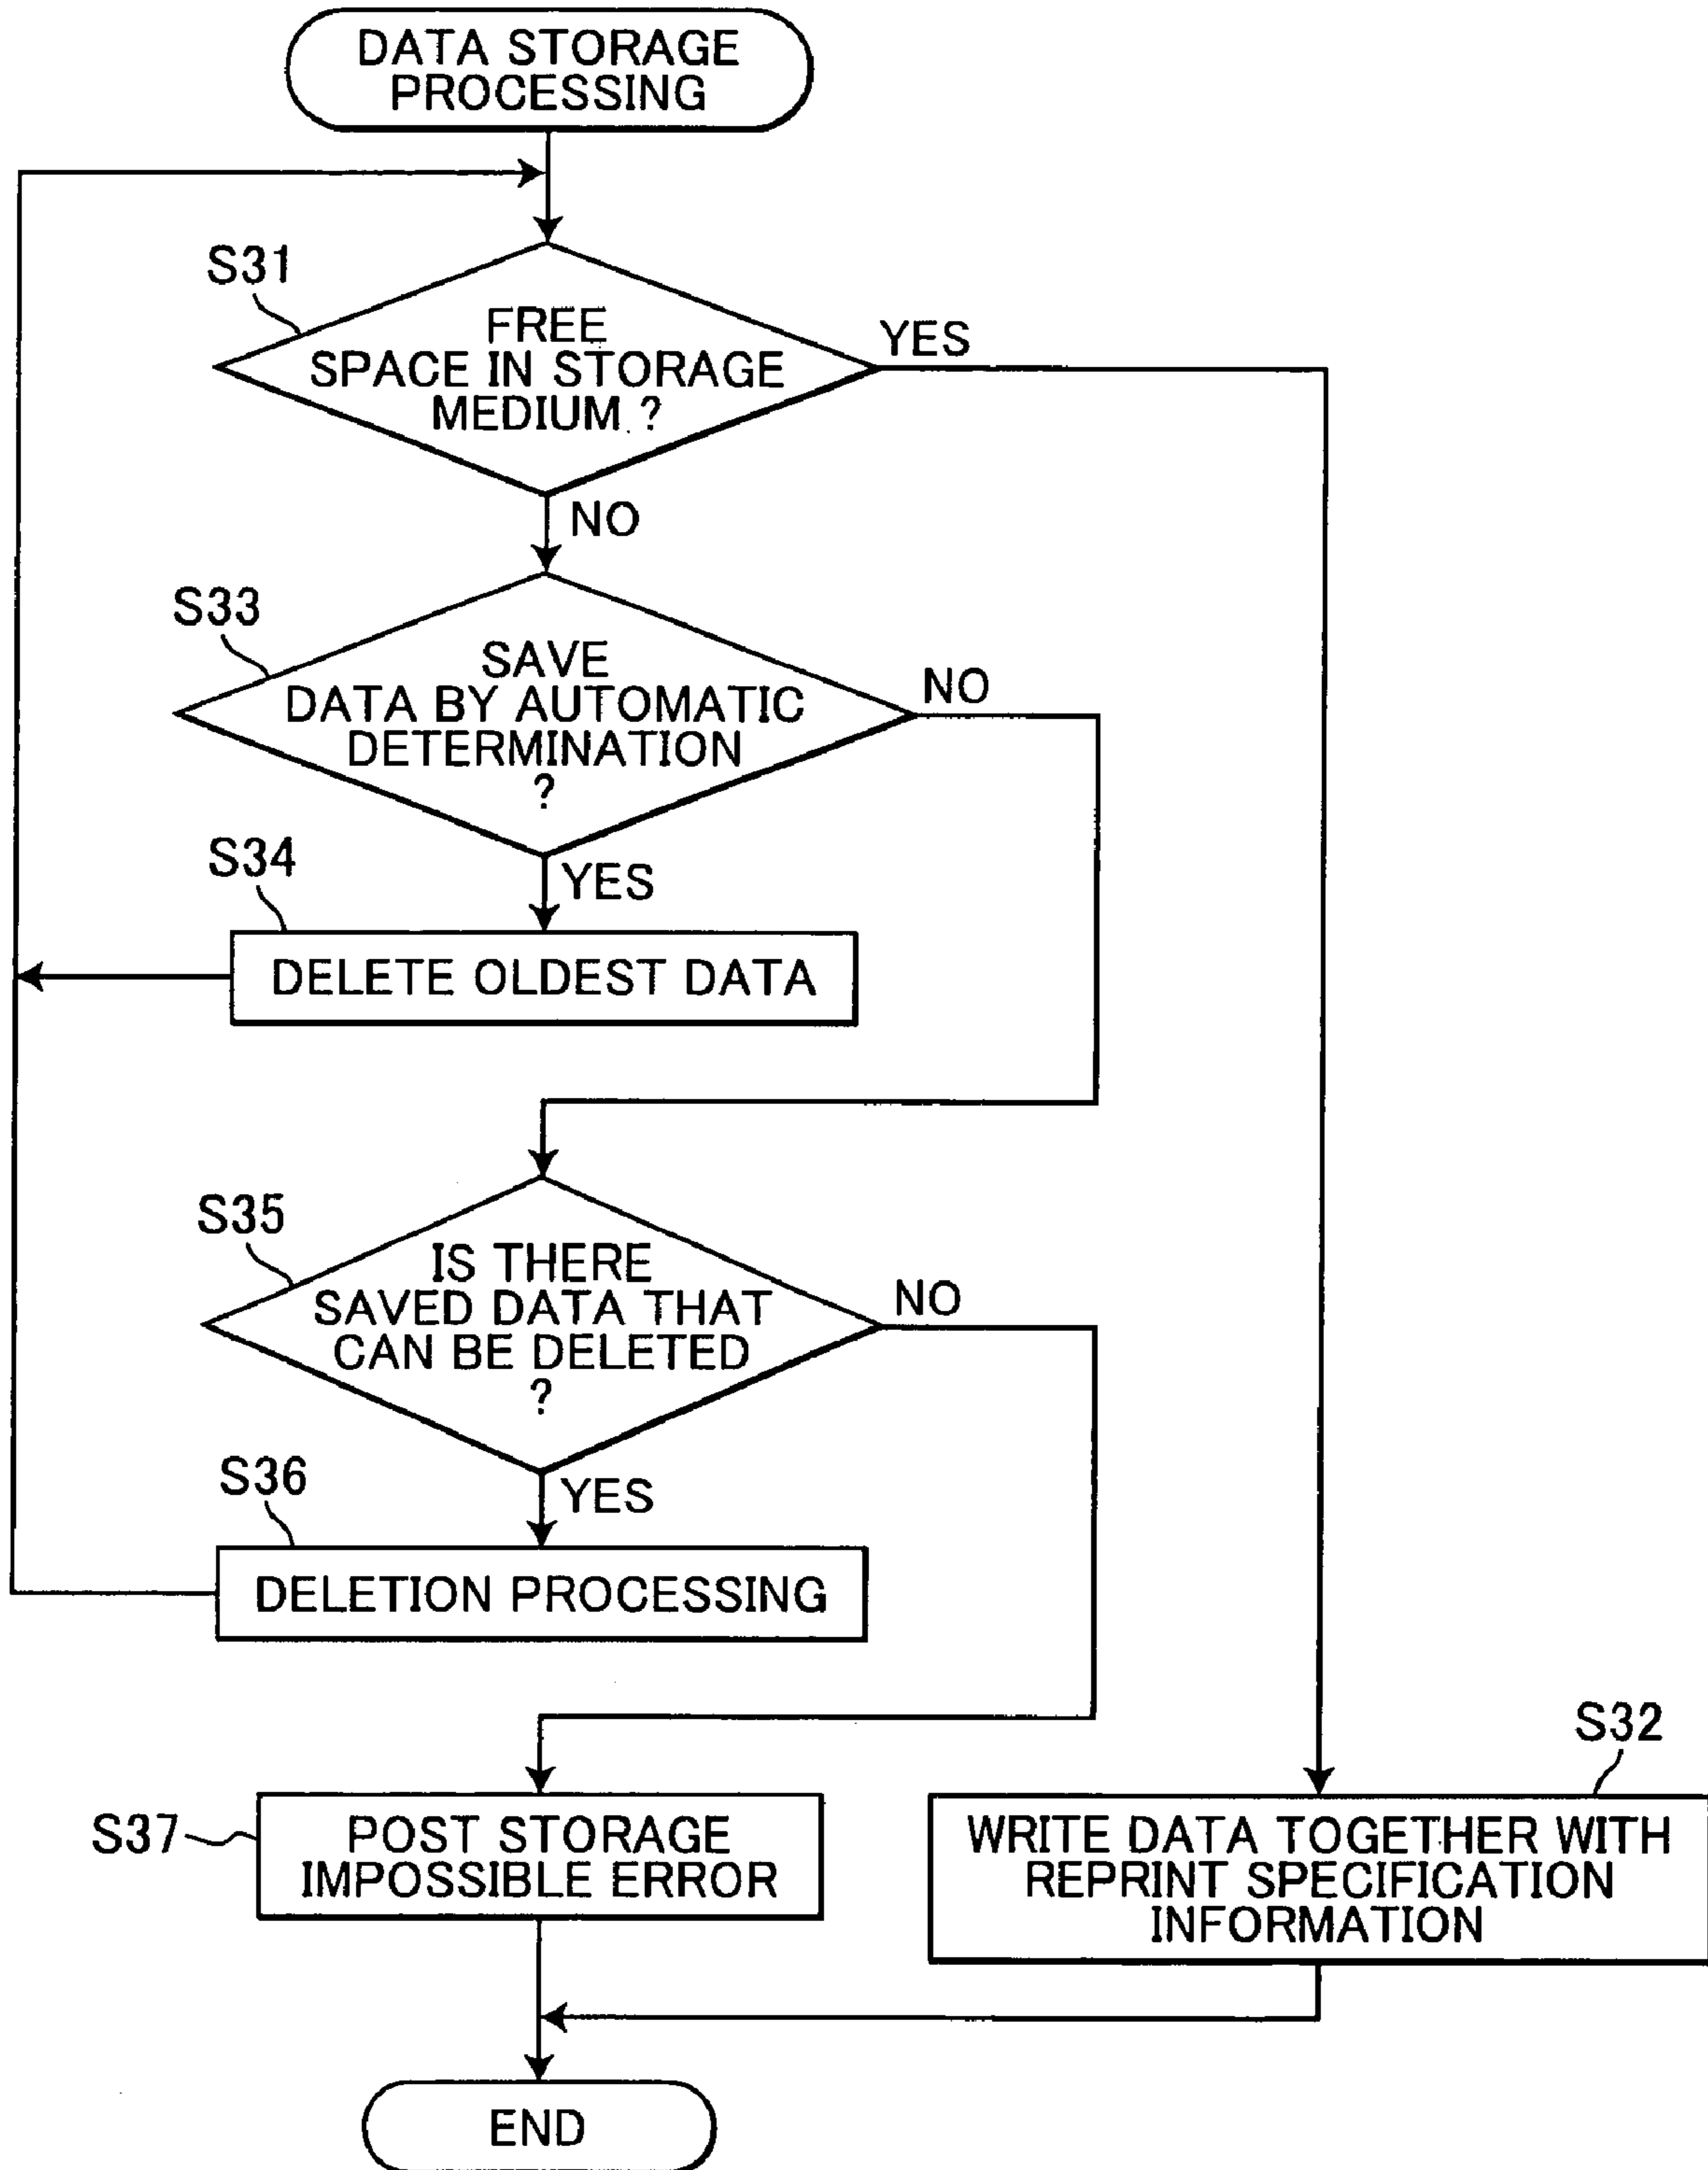 DATA STORAGE
PROCESSING
S31
FREE
SPACE IN STORAGE
MEDIUM ?
YES
NO
S33
SAVE
DATA BY AUTOMATIC
DETERMINATION
?
NO
YES
S34
DELETE OLDEST DATA
S35
IS THERE
SAVED DATA THAT
CAN BE DELETED
?
NO
YES
S36
DELETION PROCESSING
S37
POST STORAGE
IMPOSSIBLE ERROR
S32
WRITE DATA TOGETHER WITH
REPRINT SPECIFICATION
INFORMATION
END